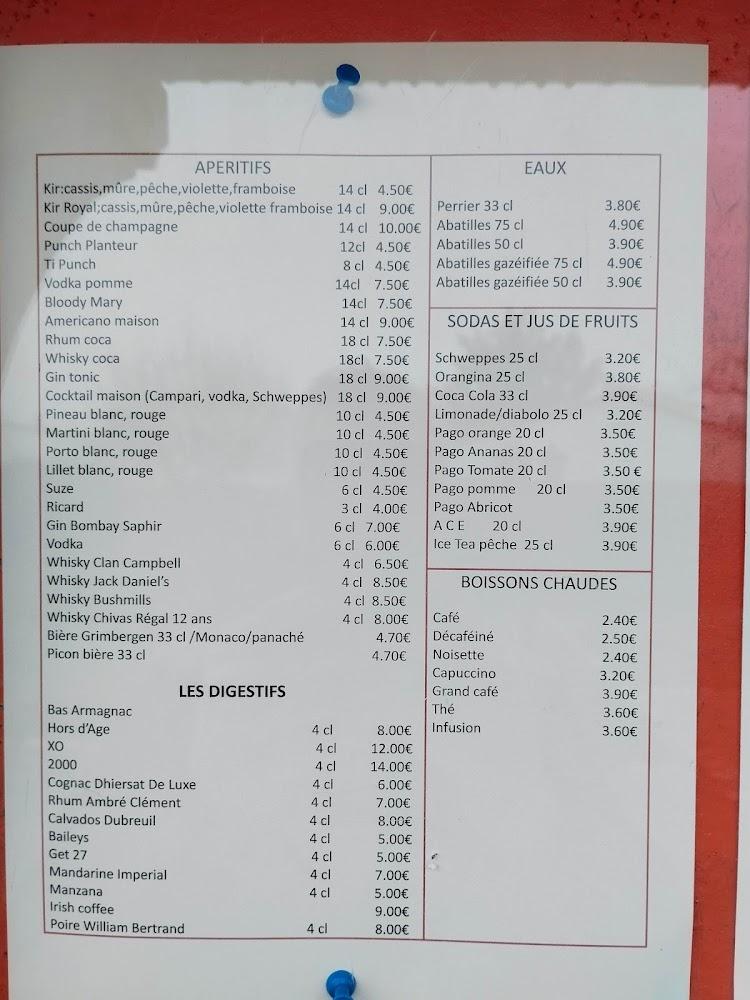 APERITIFS
Kir:cassis,mûre,pêche,violette,framboise 14 cl 4.50€
Kir Royal;cassis,mûre,pêche,violette framboise 14 cl 9.00€
Coupe de champagne 14 cl 10.00€
Punch Planteur 12cl 4.50€
Ti Punch 8 cl 4.50€
Vodka pomme 14cl 7.50€
Bloody Mary 14cl 7.50€
Americano maison 14 cl 9.00€
Rhum coca 18 cl 7.50€
Whisky coca 18cl 7.50€
Gin tonic 18 cl 9.00€
Cocktail maison (Campari, vodka, Schweppes) 18 cl 9.00€
Pineau blanc, rouge 10 cl 4.50€
Martini blanc, rouge 10 cl 4.50€
Porto blanc, rouge 10 cl 4.50€
Lillet blanc, rouge 10 cl 4.50€
Suze 6 cl 4.50€
Ricard 3 cl 4.00€
Gin Bombay Saphir 6 cl 7.00€
Vodka 6 cl 6.00€
Whisky Clan Campbell 4 cl 6.50€
Whisky Jack Daniel's 4 cl 8.50€
Whisky Bushmills 4 cl 8.50€
Whisky Chivas Régal 12 ans 4 cl 8.00€
Bière Grimbergen 33 cl /Monaco/panaché 4.70€
Picon bière 33 cl 4.70€
LES DIGESTIFS
Bas Armagnac
Hors d'Age 4 cl 8.00€
XO 4 cl 12.00€
2000 4 cl 14.00€
Cognac Dhiersat De Luxe 4 cl 6.00€
Rhum Ambré Clément 4 cl 7.00€
Calvados Dubreuil 4 cl 8.00€
Baileys 4 cl 5.00€
Get 27 4 cl 5.00€
Mandarine Imperial 4 cl 7.00€
Manzana 4 cl 5.00€
Irish coffee 9.00€
Poire William Bertrand 4 cl 8.00€
EAUX
Perrier 33 cl 3.80€
Abatilles 75 cl 4.90€
Abatilles 50 cl 3.90€
Abatilles gazéifiée 75 cl 4.90€
Abatilles gazéifiée 50 cl 3.90€
SODAS ET JUS DE FRUITS
Schweppes 25 cl 3.20€
Orangina 25 cl 3.80€
Coca Cola 33 cl 3.90€
Limonade/diabolo 25 cl 3.20€
Pago orange 20 cl 3.50€
Pago Ananas 20 cl 3.50€
Pago Tomate 20 cl 3.50 €
Pago pomme 20 cl 3.50€
Pago Abricot 3.50€
A C E 20 cl 3.90€
Ice Tea pêche 25 cl 3.90€
BOISSONS CHAUDES
Café 2.40€
Décaféiné 2.50€
Noisette 2.40€
Capuccino 3.20€
Grand café 3.90€
Thé 3.60€
Infusion 3.60€